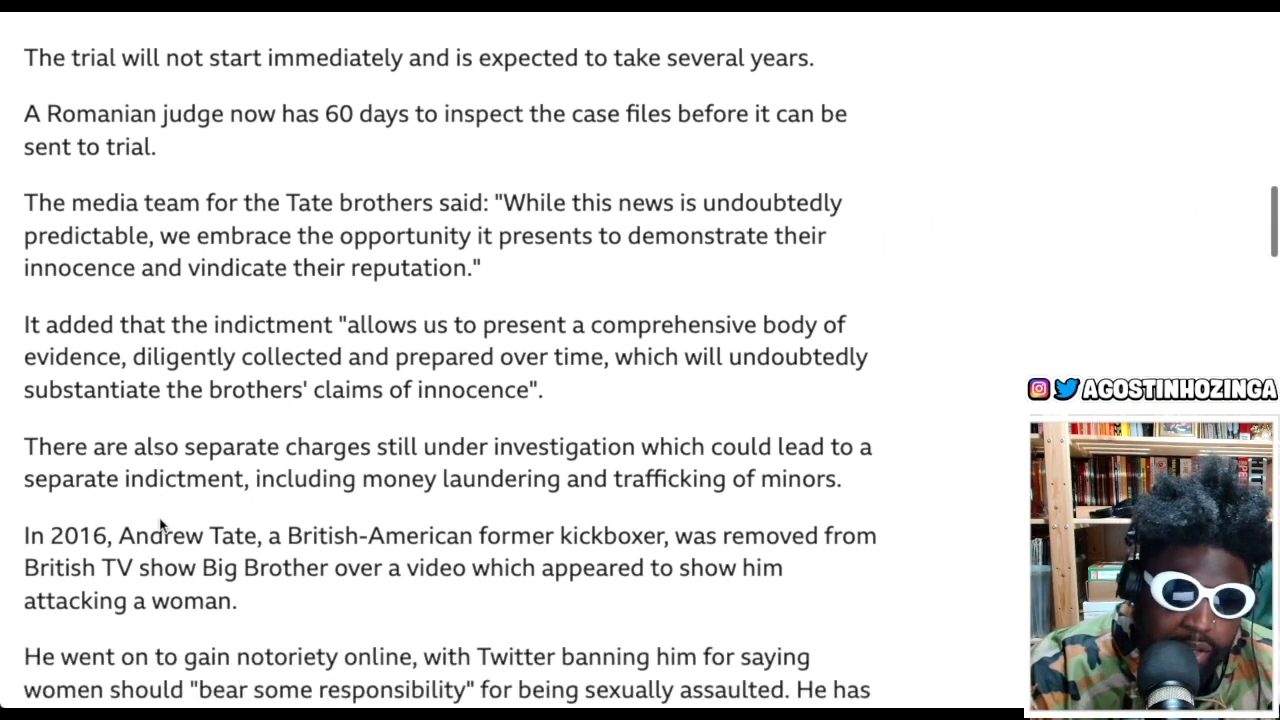 The trial will not start immediately and is expected to take several years.
A Romanian judge now has 60 days to inspect the case files before it can be
sent to trial.
The media team for the Tate brothers said: "While this news is undoubtedly
predictable, we embrace the opportunity it presents to demonstrate their
innocence and vindicate their reputation."
It added that the indictment "allows us to present a comprehensive body of
evidence, diligently collected and prepared over time, which will undoubtedly
substantiate the brothers' claims of innocence".
There are also separate charges still under investigation which could lead to a
separate indictment, including money laundering and trafficking of minors.
In 2016, Andrew Tate, a British-American former kickboxer, was removed from
British TV show Big Brother over a video which appeared to show him
attacking a woman.
He went on to gain notoriety online, with Twitter banning him for saying
women should "bear some responsibility" for being sexually assaulted. He has
AGOSTINHOZINGA